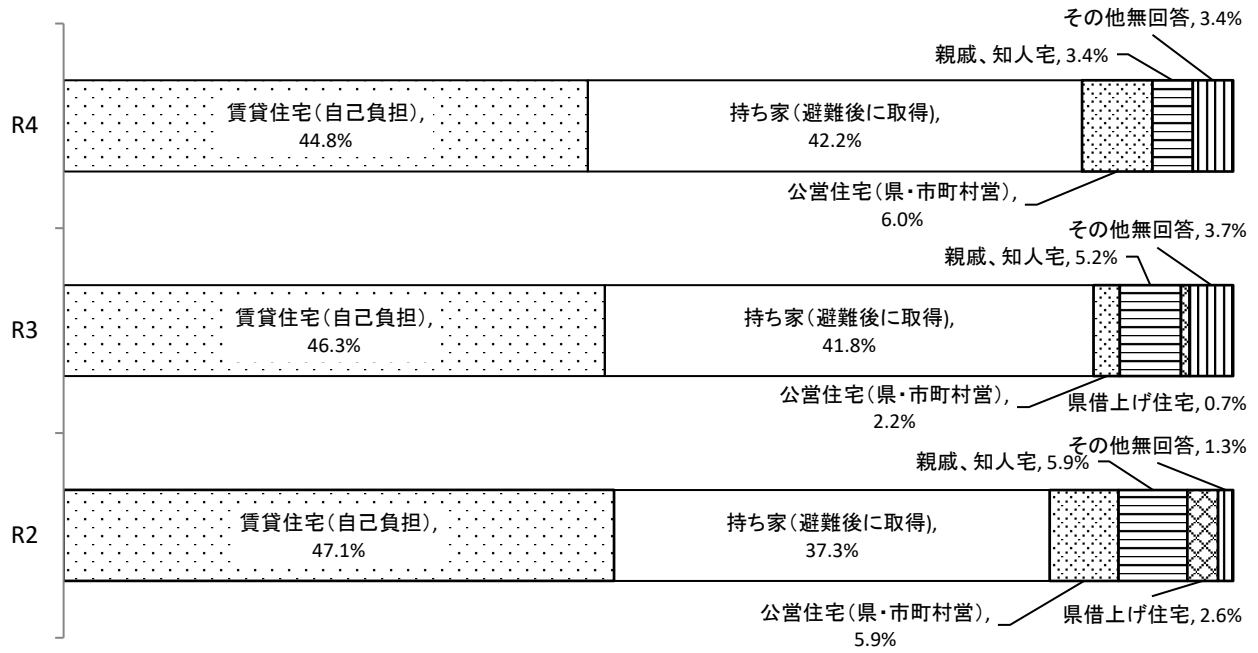 その他無回答, 3.4%
親戚、知人宅, 3.4%
R4
賃貸住宅(自己負担),
44.8%
持ち家(避難後に取得),
42.2%
公営住宅(県・市町村営),
6.0%
その他無回答, 3.7%
親戚、知人宅, 5.2%
R3
賃貸住宅(自己負担),
46.3%
持ち家(避難後に取得),
41.8%
公営住宅(県・市町村営),
2.2%
県借上げ住宅, 0.7%
その他無回答, 1.3%
親戚、知人宅, 5.9%
R2
賃貸住宅(自己負担),
47.1%
持ち家(避難後に取得),
37.3%
公営住宅(県・市町村営),
5.9%
県借上げ住宅, 2.6%